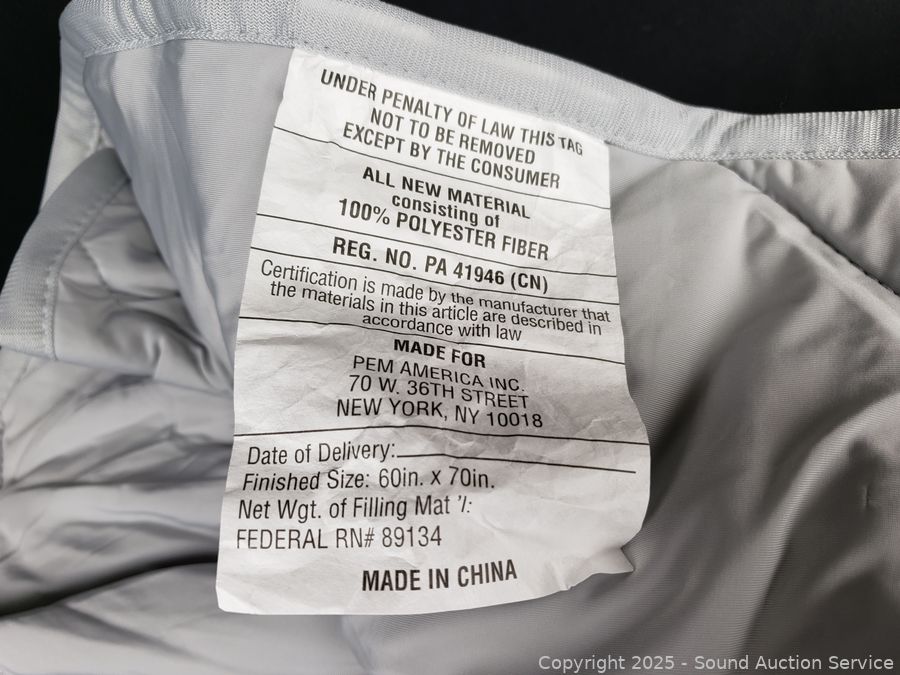 UNDER PENALTY OF LAW THIS TAG
NOT TO BE REMOVED
EXCEPT BY THE CONSUMER
ALL NEW MATERIAL
consisting of
100% POLYESTER FIBER
REG. NO. PA 41946 (CN)
Certification is made by the manufacturer that
the materials in this article are described in
accordance with law
MADE FOR
PEM AMERICA INC.
70 W. 36TH STREET
NEW YORK, NY 10018
Date of Delivery:
Finished Size: 60in. x 70in.
Net Wgt. of Filling Mat 'l:
FEDERAL RN# 89134
MADE IN CHINA
Copyright 2025 - Sound Auction Service